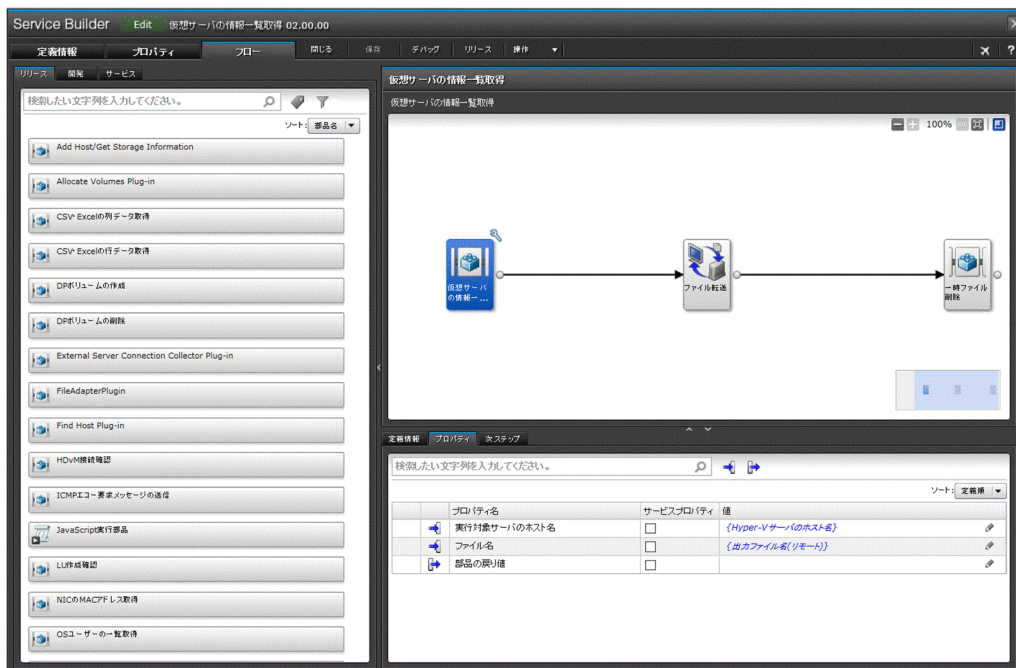 Service Builder Edit 仮想サーバの情報一覧取得 02.00.00
定義情報 プロパティ フロー 閉じる 保存 デバッグ リリース 操作 ?
リリース 開発 サービス
検索したい文字列を入力してください。
ソート: 部品名
Add Host/Get Storage Information
Allocate Volumes Plug-in
CSV・Excelの列データ取得
CSV・Excelの行データ取得
DPボリュームの作成
DPボリュームの削除
External Server Connection Collector Plug-in
FileAdapterPlugin
Find Host Plug-in
HDvM接続確認
ICMPエコー要求メッセージの送信
JavaScript実行部品
LU作成確認
NICのMACアドレス取得
OSユーザーの一覧取得
仮想サーバの情報一覧取得
仮想サーバの情報一覧取得
100%
仮想サーバ
の情報一...
ファイル転送
一時ファイル
削除
定義情報 プロパティ 次ステップ
検索したい文字列を入力してください。
ソート: 定義順
プロパティ名 サービスプロパティ 値
実行対象サーバのホスト名 {Hyper-Vサーバのホスト名}
ファイル名 {出力ファイル名(リモート)}
部品の戻り値